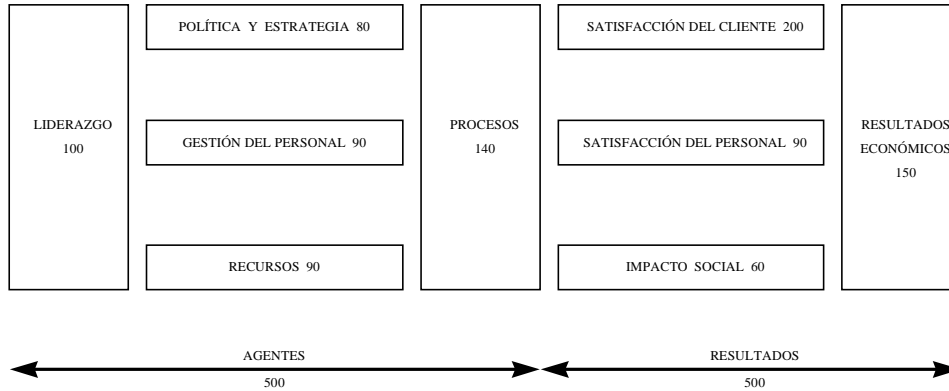 POLÍTICA Y ESTRATEGIA 80
SATISFACCIÓN DEL CLIENTE 200
LIDERAZGO
100
GESTIÓN DEL PERSONAL 90
PROCESOS
140
SATISFACCIÓN DEL PERSONAL 90
RESULTADOS
ECONÓMICOS
150
RECURSOS 90
IMPACTO SOCIAL 60
AGENTES
500
RESULTADOS
500